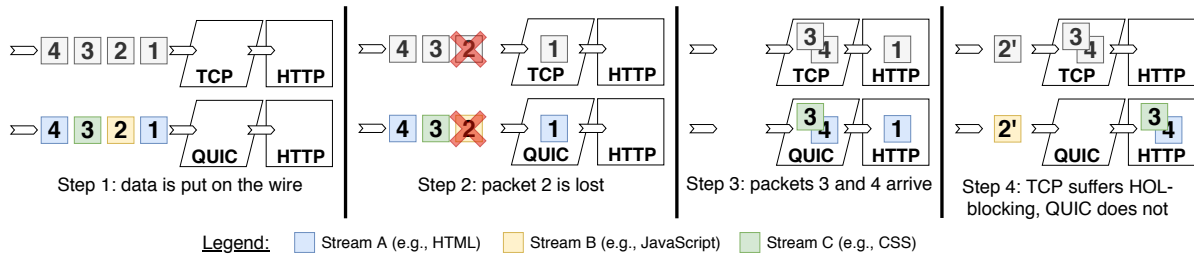 4 3 2 1 TCP HTTP
4 3 2 1 QUIC HTTP
Step 1: data is put on the wire
4 3 2 1 TCP HTTP
4 3 2 1 QUIC HTTP
Step 2: packet 2 is lost
3 4 TCP 1 HTTP
3 4 QUIC 1 HTTP
Step 3: packets 3 and 4 arrive
2' 3 4 TCP HTTP
2' QUIC 3 4 HTTP
Step 4: TCP suffers HOL-
blocking, QUIC does not
Legend: Stream A (e.g., HTML) Stream B (e.g., JavaScript) Stream C (e.g., CSS)